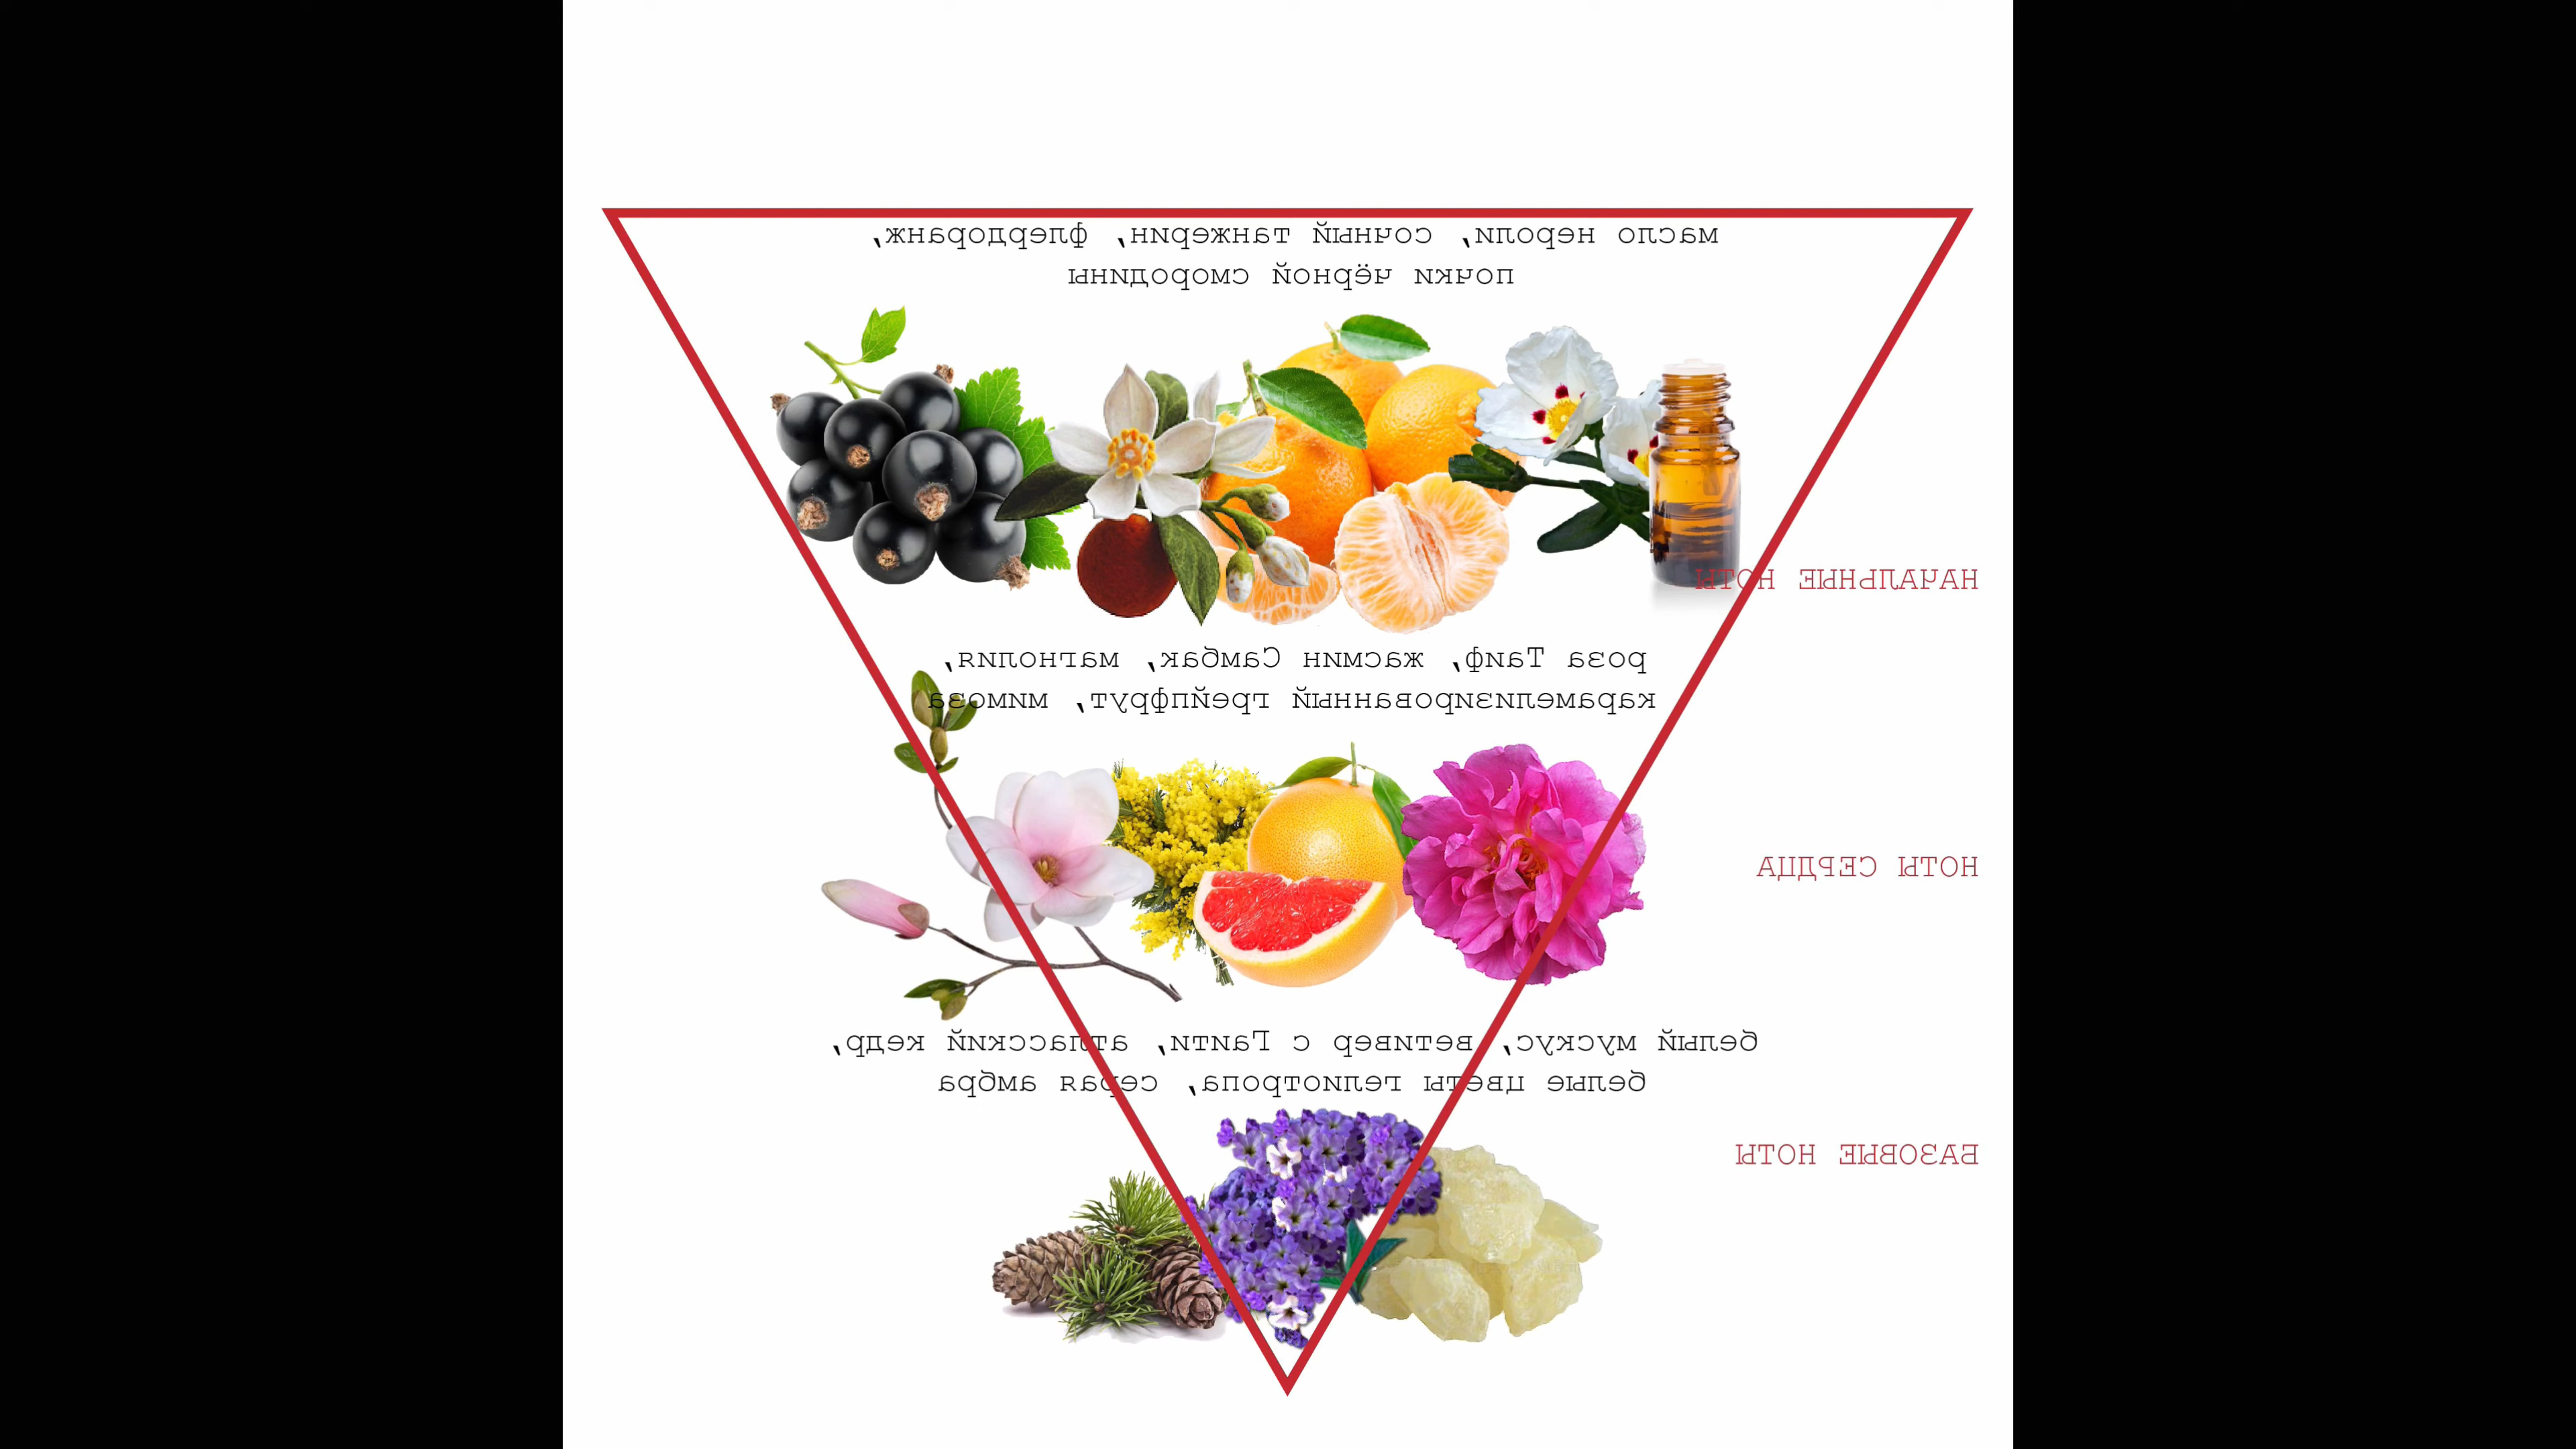 масло нероли, сочный танжерин, флердоранж,
почки чёрной смородины
НАЧАЛЬНЫЕ НОТЫ
роза Таиф, жасмин Самбак, магнолия,
карамелизированный грейпфрут, мимоза
НОТЫ СЕРДЦА
белый мускус, ветивер с Гаити, атласский кедр,
белые цветы гелиотропа, серая амбра
БАЗОВЫЕ НОТЫ